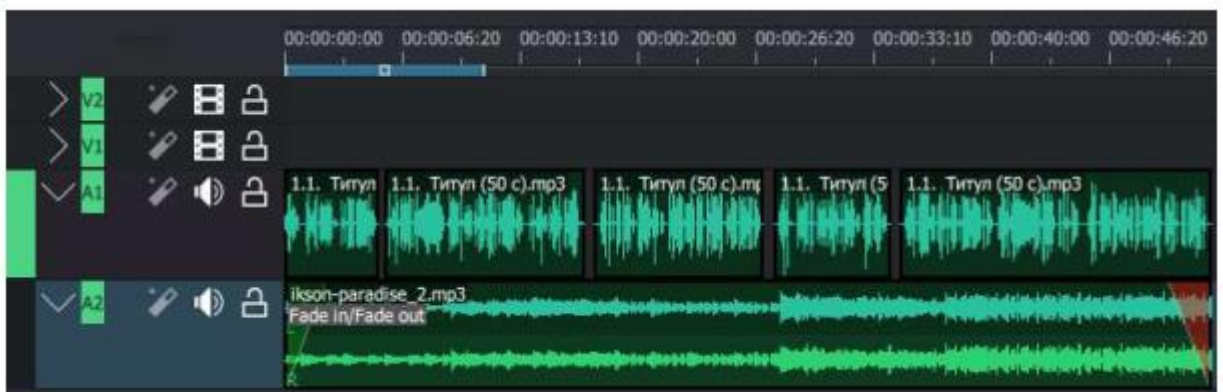 00:00:00:00 00:00:06:20 00:00:13:10 00:00:20:00 00:00:26:20 00:00:33:10 00:00:40:00 00:00:46:20
V2
V1
A1 1.1. Титул 1.1. Титул (50 с).mp3 1.1. Титул (50 с).mp 1.1. Титул (5 1.1. Титул (50 с).mp3
A2 ikson-paradise_2.mp3
Fade in/Fade out